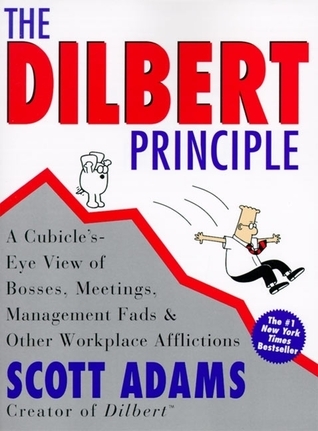 THE
DILBERT
PRINCIPLE
A Cubicle's-
Eye View of
Bosses, Meetings,
Management Fads &
Other Workplace Afflictions
The #1
New York
Times
Bestseller
SCOTT ADAMS
Creator of Dilbert™